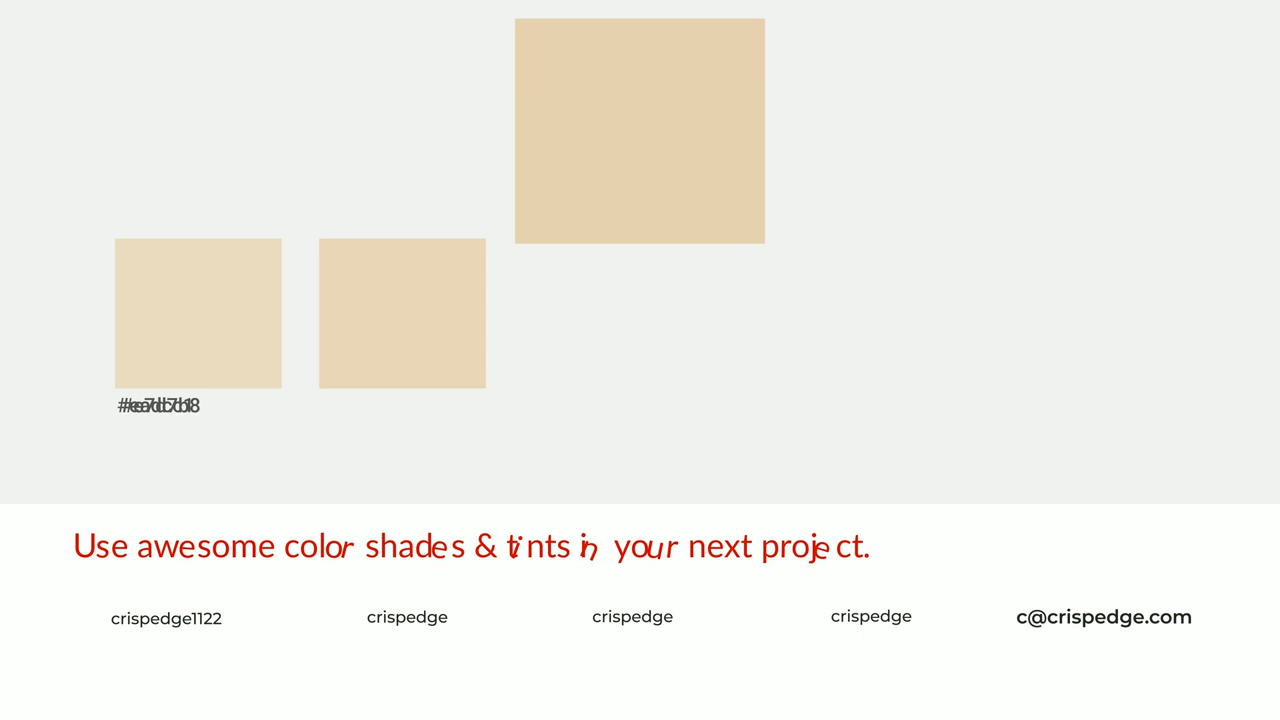 Use awesome color shades & tints in your next project.
crispedge1122 crispedge crispedge crispedge c@crispedge.com